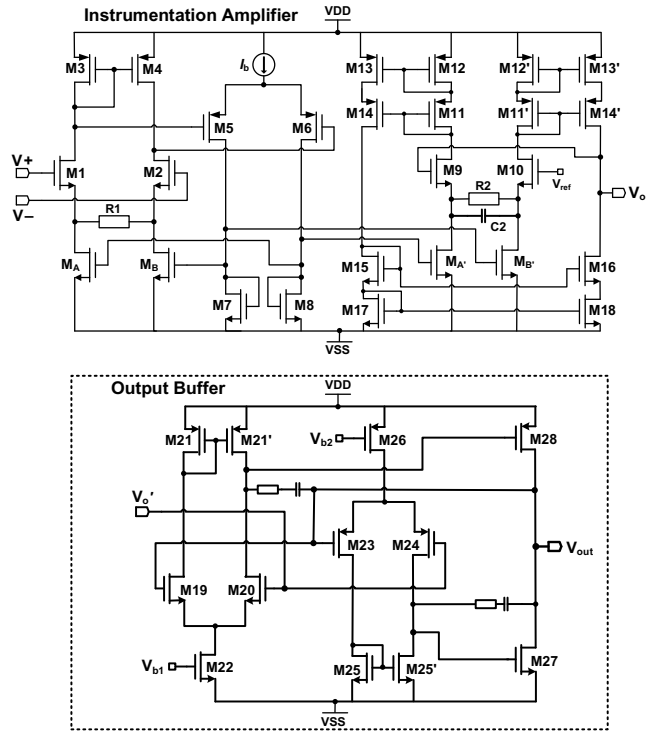 Instrumentation Amplifier
VDD
M3 M4 Ib M13 M12 M12' M13'
M14 M11 M11' M14'
M5 M6
V+ M1 M2 M9 M10
V− R1 R2 Vref Vo
C2
MA MB M15 MA' MB' M16
M7 M8 M17 M18
VSS
Output Buffer
VDD
M21 M21' Vb2 M26 M28
Vo'
M23 M24 Vout
M19 M20
Vb1 M22 M25 M25' M27
VSS